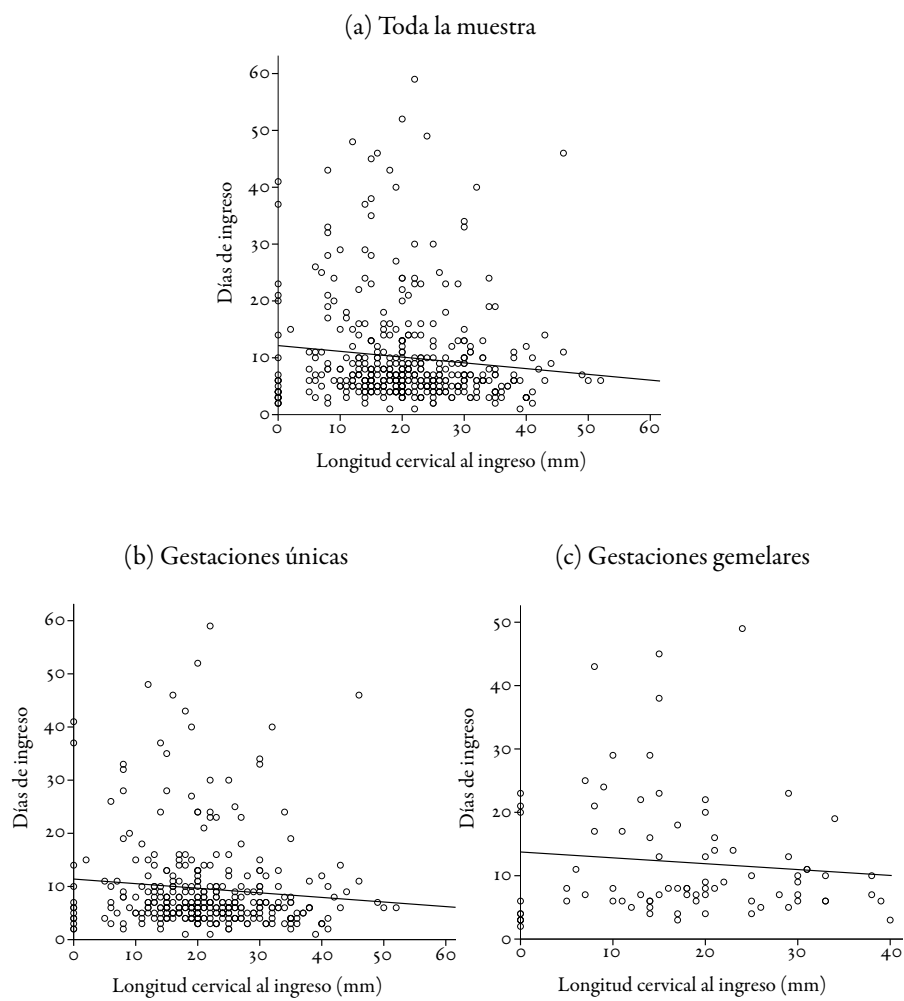 (a) Toda la muestra
60
50
40
30
20
10
0
0 10 20 30 40 50 60
Días de ingreso
Longitud cervical al ingreso (mm)
(b) Gestaciones únicas
60
50
40
30
20
10
0
0 10 20 30 40 50 60
Días de ingreso
Longitud cervical al ingreso (mm)
(c) Gestaciones gemelares
50
40
30
20
10
0
0 10 20 30 40
Días de ingreso
Longitud cervical al ingreso (mm)